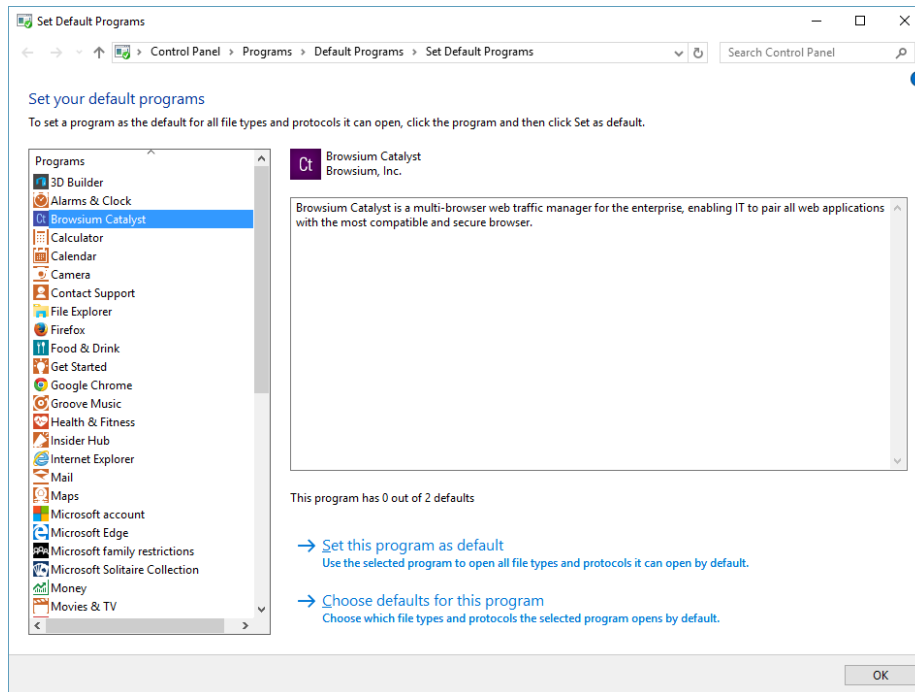 Set Default Programs
Control Panel > Programs > Default Programs > Set Default Programs
Search Control Panel
Set your default programs
To set a program as the default for all file types and protocols it can open, click the program and then click Set as default.
Programs
3D Builder
Alarms & Clock
Ct Browsium Catalyst
Calculator
Calendar
Camera
Contact Support
File Explorer
Firefox
Food & Drink
Get Started
Google Chrome
Groove Music
Health & Fitness
Insider Hub
Internet Explorer
Mail
Maps
Microsoft account
Microsoft Edge
Microsoft family restrictions
Microsoft Solitaire Collection
Money
Movies & TV
Ct
Browsium Catalyst
Browsium, Inc.
Browsium Catalyst is a multi-browser web traffic manager for the enterprise, enabling IT to pair all web applications
with the most compatible and secure browser.
This program has 0 out of 2 defaults
Set this program as default
Use the selected program to open all file types and protocols it can open by default.
Choose defaults for this program
Choose which file types and protocols the selected program opens by default.
OK